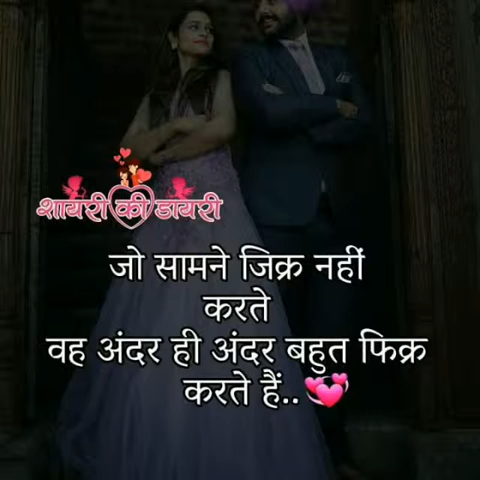 शायरी की डायरी
जो सामने जिक्र नहीं
करते
वह अंदर ही अंदर बहुत फिक्र
करते हैं..